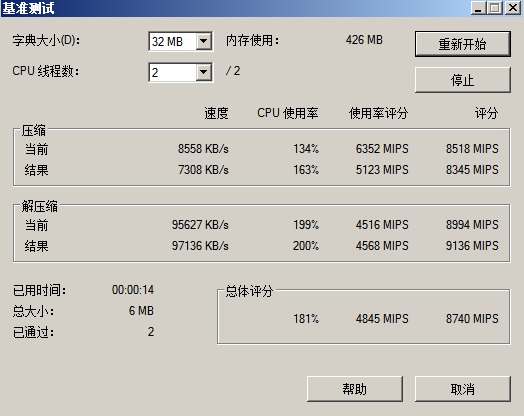 基准测试
字典大小(D): 32 MB 内存使用: 426 MB 重新开始
CPU 线程数: 2 / 2 停止
速度 CPU 使用率 使用率评分 评分
压缩
当前 8558 KB/s 134% 6352 MIPS 8518 MIPS
结果 7308 KB/s 163% 5123 MIPS 8345 MIPS
解压缩
当前 95627 KB/s 199% 4516 MIPS 8994 MIPS
结果 97136 KB/s 200% 4568 MIPS 9136 MIPS
已用时间: 00:00:14 总体评分
总大小: 6 MB
181% 4845 MIPS 8740 MIPS
已通过: 2
帮助 取消